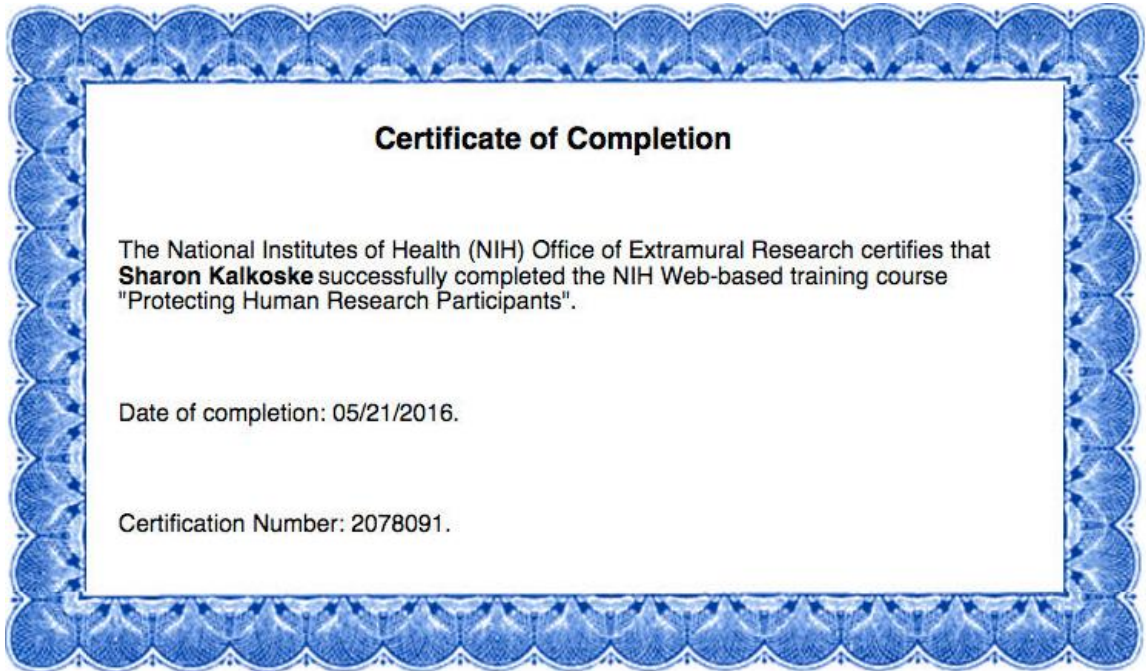 Certificate of Completion
The National Institutes of Health (NIH) Office of Extramural Research certifies that
Sharon Kalkoske successfully completed the NIH Web-based training course
"Protecting Human Research Participants".
Date of completion: 05/21/2016.
Certification Number: 2078091.